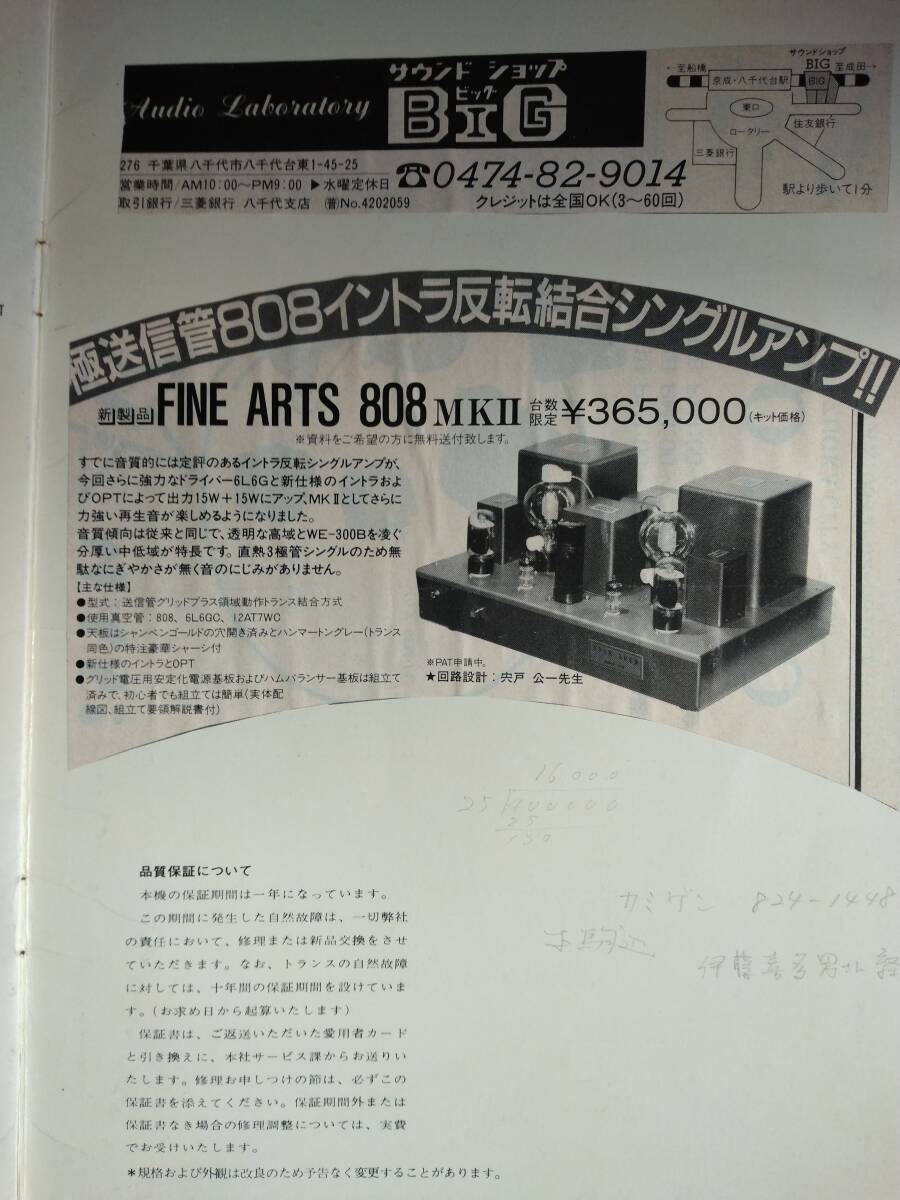 Audio Laboratory
サウンド ショップ
ビッグ
BIG
276 千葉県八千代市八千代台東1-45-25
営業時間/AM10:00〜PM9:00 ▶水曜定休日
取引銀行/三菱銀行 八千代支店 (普)No.4202059
☎0474-82-9014
クレジットは全国OK(3〜60回)
サウンドショップ
BIG
←至船橋
京成・八千代台駅
BIG
至成田→
東口
ロータリー
住友銀行
三菱銀行
駅より歩いて1分
極送信管808イントラ反転結合シングルアンプ!!
新製品 FINE ARTS 808 MKII 台数限定 ¥365,000(キット価格)
※資料をご希望の方に無料送付致します。
すでに音質的には定評のあるイントラ反転シングルアンプが、
今回さらに強力なドライバー6L6Gと新仕様のイントラおよ
びOPTによって出力15W+15Wにアップ、MKⅡとしてさらに
力強い再生音が楽しめるようになりました。
音質傾向は従来と同じで、透明な高域とWE-300Bを凌ぐ
分厚い中低域が特長です。直熱3極管シングルのため無
駄なにぎやかさが無く音のにじみがありません。
【主な仕様】
●型式:送信管グリッドプラス領域動作トランス結合方式
●使用真空管:808、6L6GC、12AT7WC
●天板はシャンペンゴールドの穴開き済みとハンマートングレー(トランス
同色)の特注豪華シャーシ付
●新仕様のイントラとOPT
●グリッド電圧用安定化電源基板およびハムバランサー基板は組立て
済みで、初心者でも組立ては簡単(実体配
線図、組立て要領解説書付)
※PAT申請中。
★回路設計:宍戸 公一先生
16000
25 400000
25
150
カミゲン 824-1448
伊藤喜多男さん
品質保証について
本機の保証期間は一年になっています。
この期間に発生した自然故障は、一切弊社
の責任において、修理または新品交換をさせ
ていただきます。なお、トランスの自然故障
に対しては、十年間の保証期間を設けていま
す。(お求め日から起算いたします)
保証書は、ご返送いただいた愛用者カード
と引き換えに、本社サービス課からお送りい
たします。修理お申しつけの節は、必ずこの
保証書を添えてください。保証期間外または
保証書なき場合の修理調整については、実費
でお受けいたします。
*規格および外観は改良のため予告なく変更することがあります。